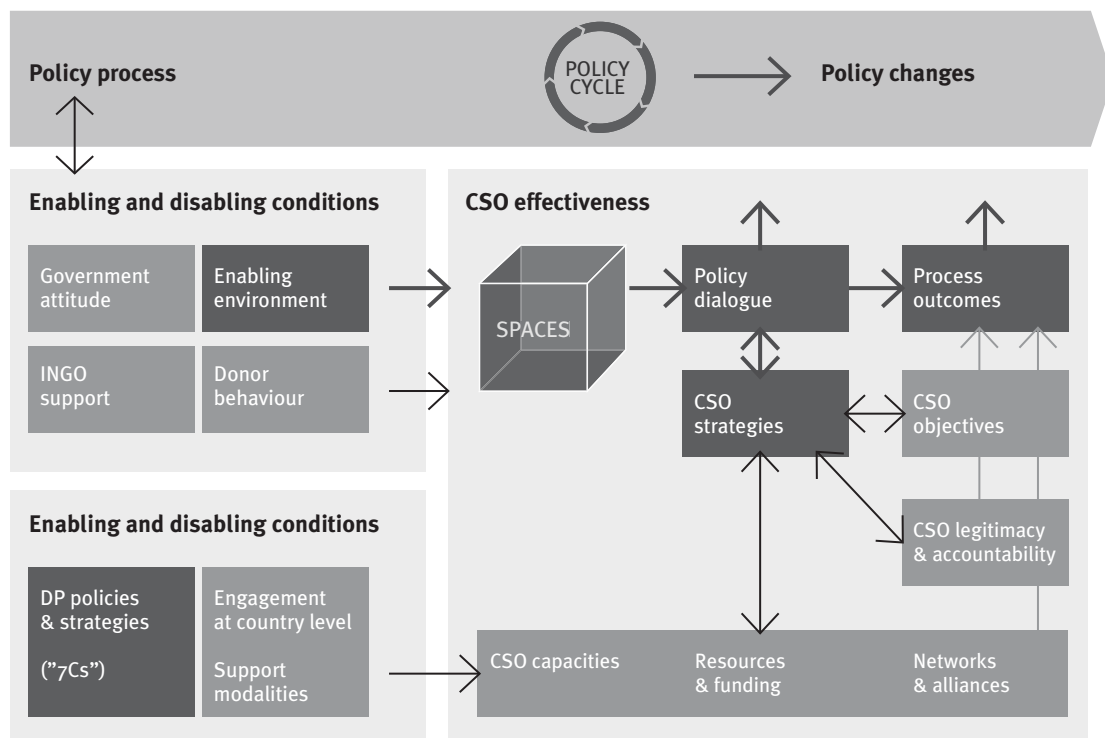 Policy process
POLICY
CYCLE
Policy changes
Enabling and disabling conditions
Government
attitude
Enabling
environment
INGO
support
Donor
behaviour
CSO effectiveness
SPACES
Policy
dialogue
Process
outcomes
CSO
strategies
CSO
objectives
CSO legitimacy
& accountability
Enabling and disabling conditions
DP policies
& strategies
(”7Cs”)
Engagement
at country level
Support
modalities
CSO capacities
Resources
& funding
Networks
& alliances